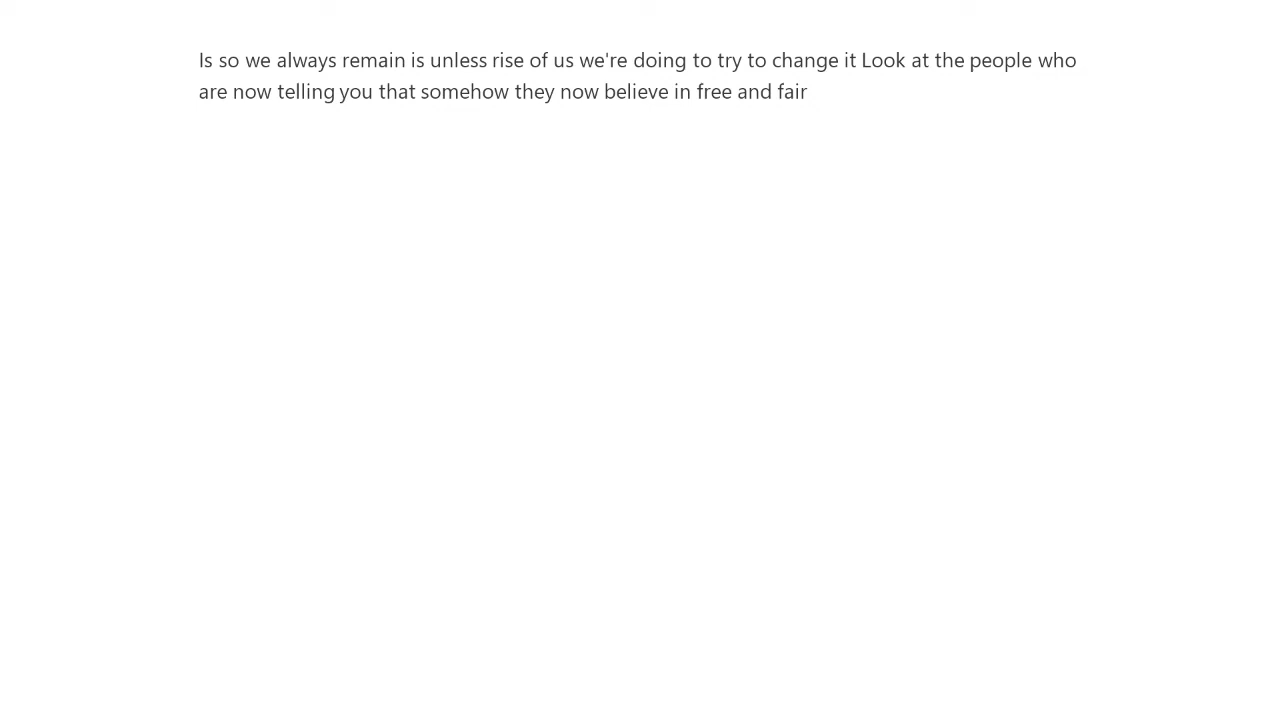 Is so we always remain is unless rise of us we're doing to try to change it Look at the people who
are now telling you that somehow they now believe in free and fair